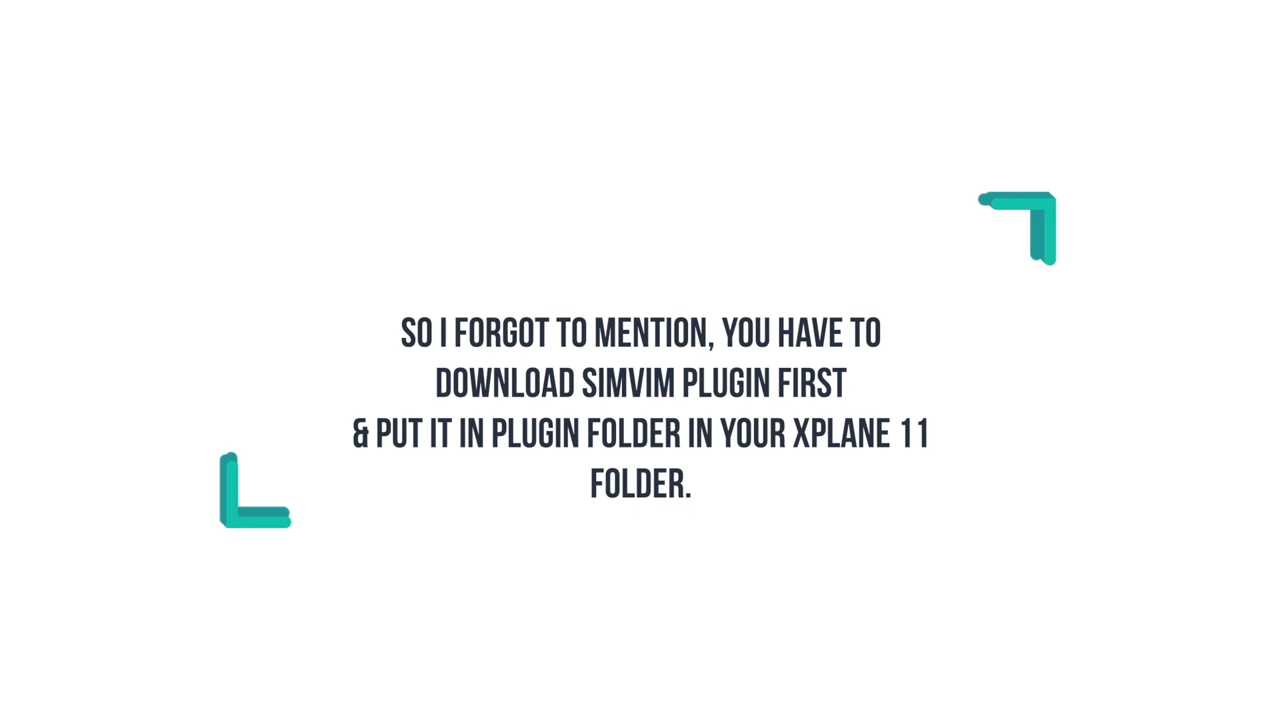 SO I FORGOT TO MENTION, YOU HAVE TO
DOWNLOAD SIMVIM PLUGIN FIRST
& PUT IT IN PLUGIN FOLDER IN YOUR XPLANE 11
FOLDER.